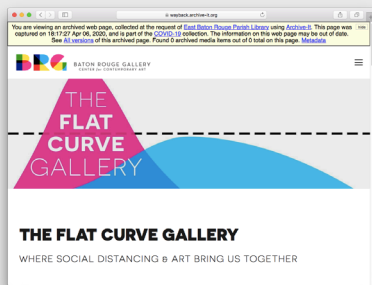 wayback.archive-it.org
You are viewing an archived web page, collected at the request of East Baton Rouge Parish Library using Archive-It. This page was hide
captured on 18:17:27 Apr 06, 2020, and is part of the COVID-19 collection. The information on this web page may be out of date.
See All versions of this archived page. Found 0 archived media items out of 0 total on this page. Metadata
BRG
BATON ROUGE GALLERY
CENTER for CONTEMPORARY ART
THE
FLAT
CURVE
GALLERY
THE FLAT CURVE GALLERY
WHERE SOCIAL DISTANCING & ART BRING US TOGETHER